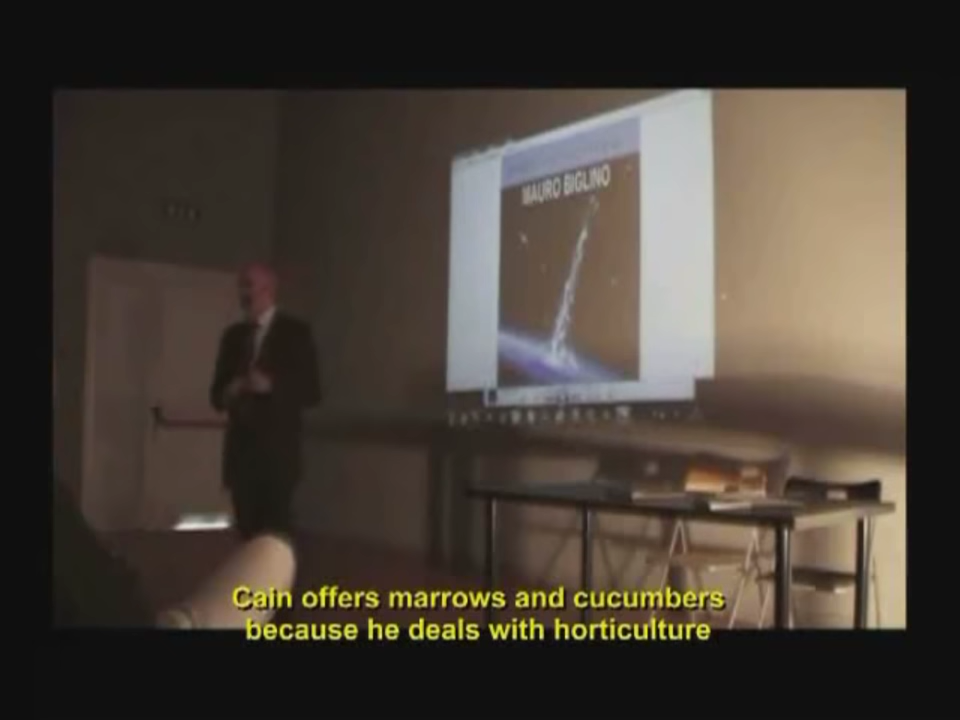 MAURO BIGLINO
Cain offers marrows and cucumbers
because he deals with horticulture